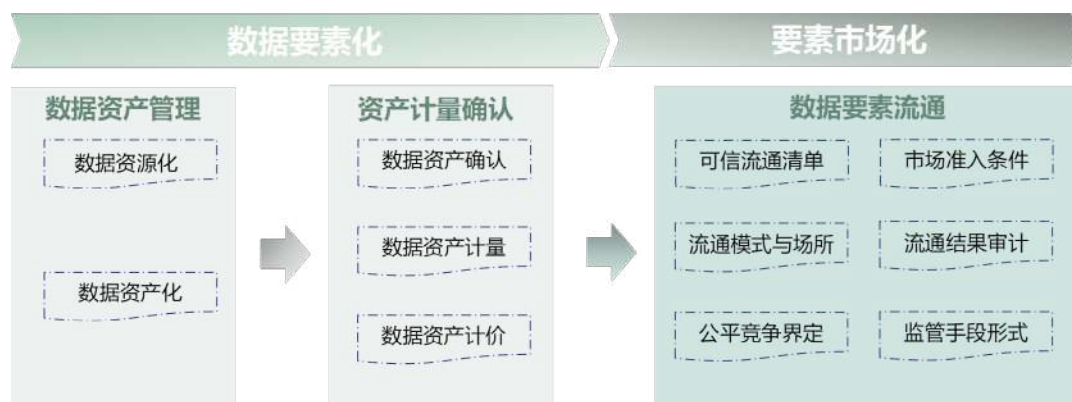 数据要素化
要素市场化
数据资产管理
数据资源化
数据资产化
资产计量确认
数据资产确认
数据资产计量
数据资产计价
数据要素流通
可信流通清单
市场准入条件
流通模式与场所
流通结果审计
公平竞争界定
监管手段形式